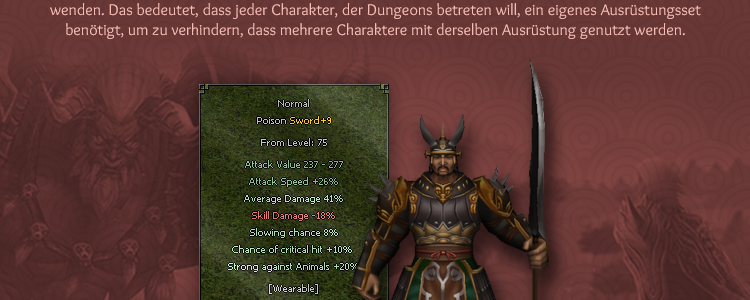 wenden. Das bedeutet, dass jeder Charakter, der Dungeons betreten will, ein eigenes Ausrüstungsset
benötigt, um zu verhindern, dass mehrere Charaktere mit derselben Ausrüstung genutzt werden.
Normal
Poison Sword+9
From Level: 75
Attack Value 237 - 277
Attack Speed +26%
Average Damage 41%
Skill Damage -18%
Slowing chance 8%
Chance of critical hit +10%
Strong against Animals +20%
[Wearable]